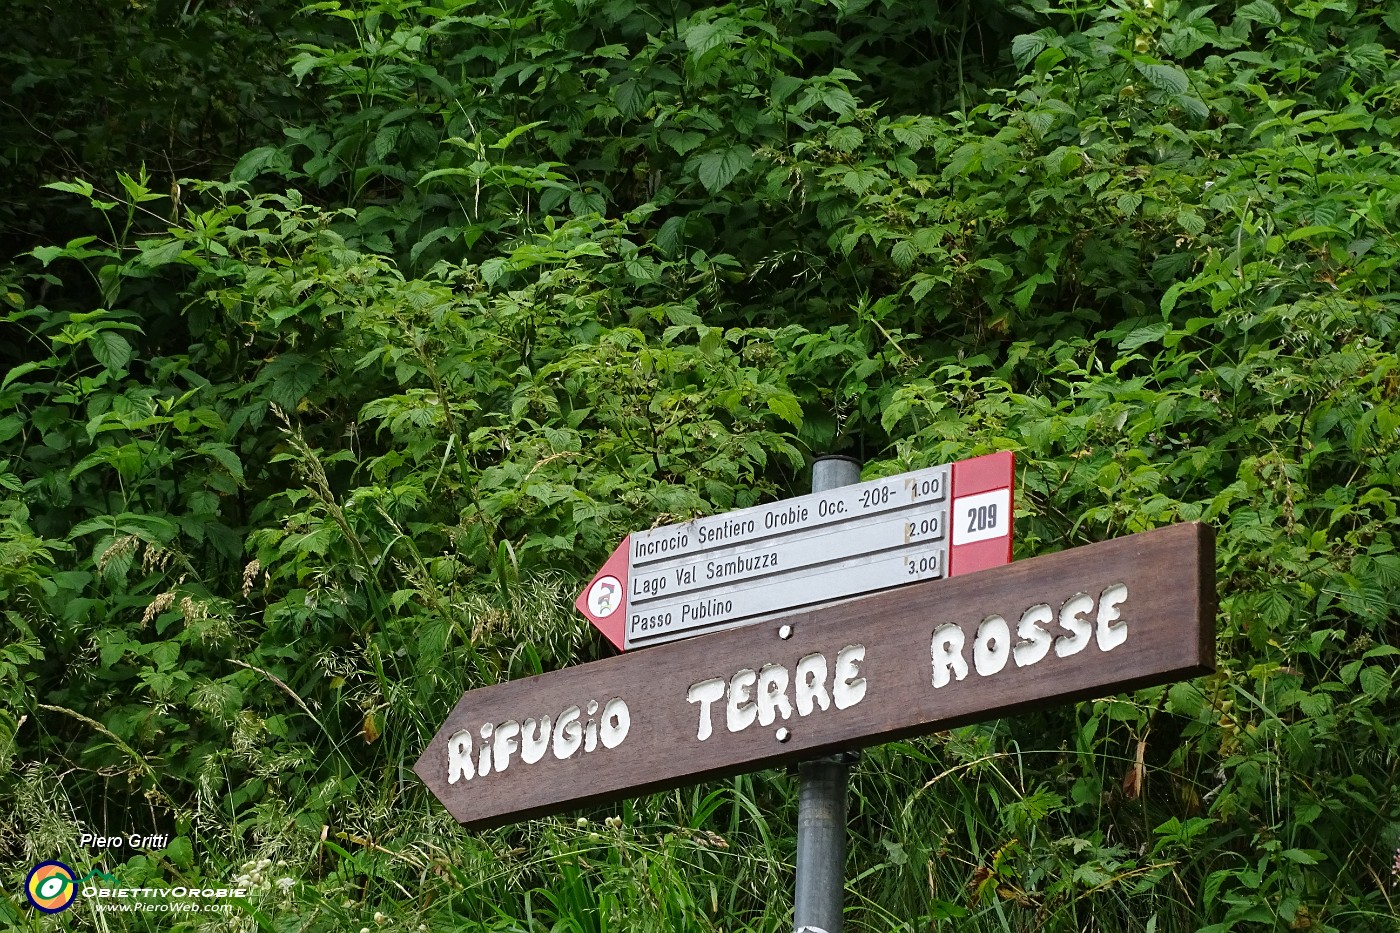 Incrocio Sentiero Orobie Occ. -208- 1.00
Lago Val Sambuzza 2.00
Passo Publino 3.00
209
RiFUGiO TERRE ROSSE
Piero Gritti
OBIETTIVOROBIE
www.PieroWeb.com